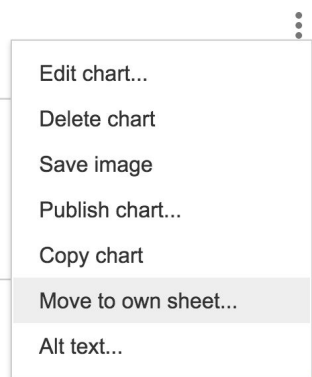 Edit chart...
Delete chart
Save image
Publish chart...
Copy chart
Move to own sheet...
Alt text...